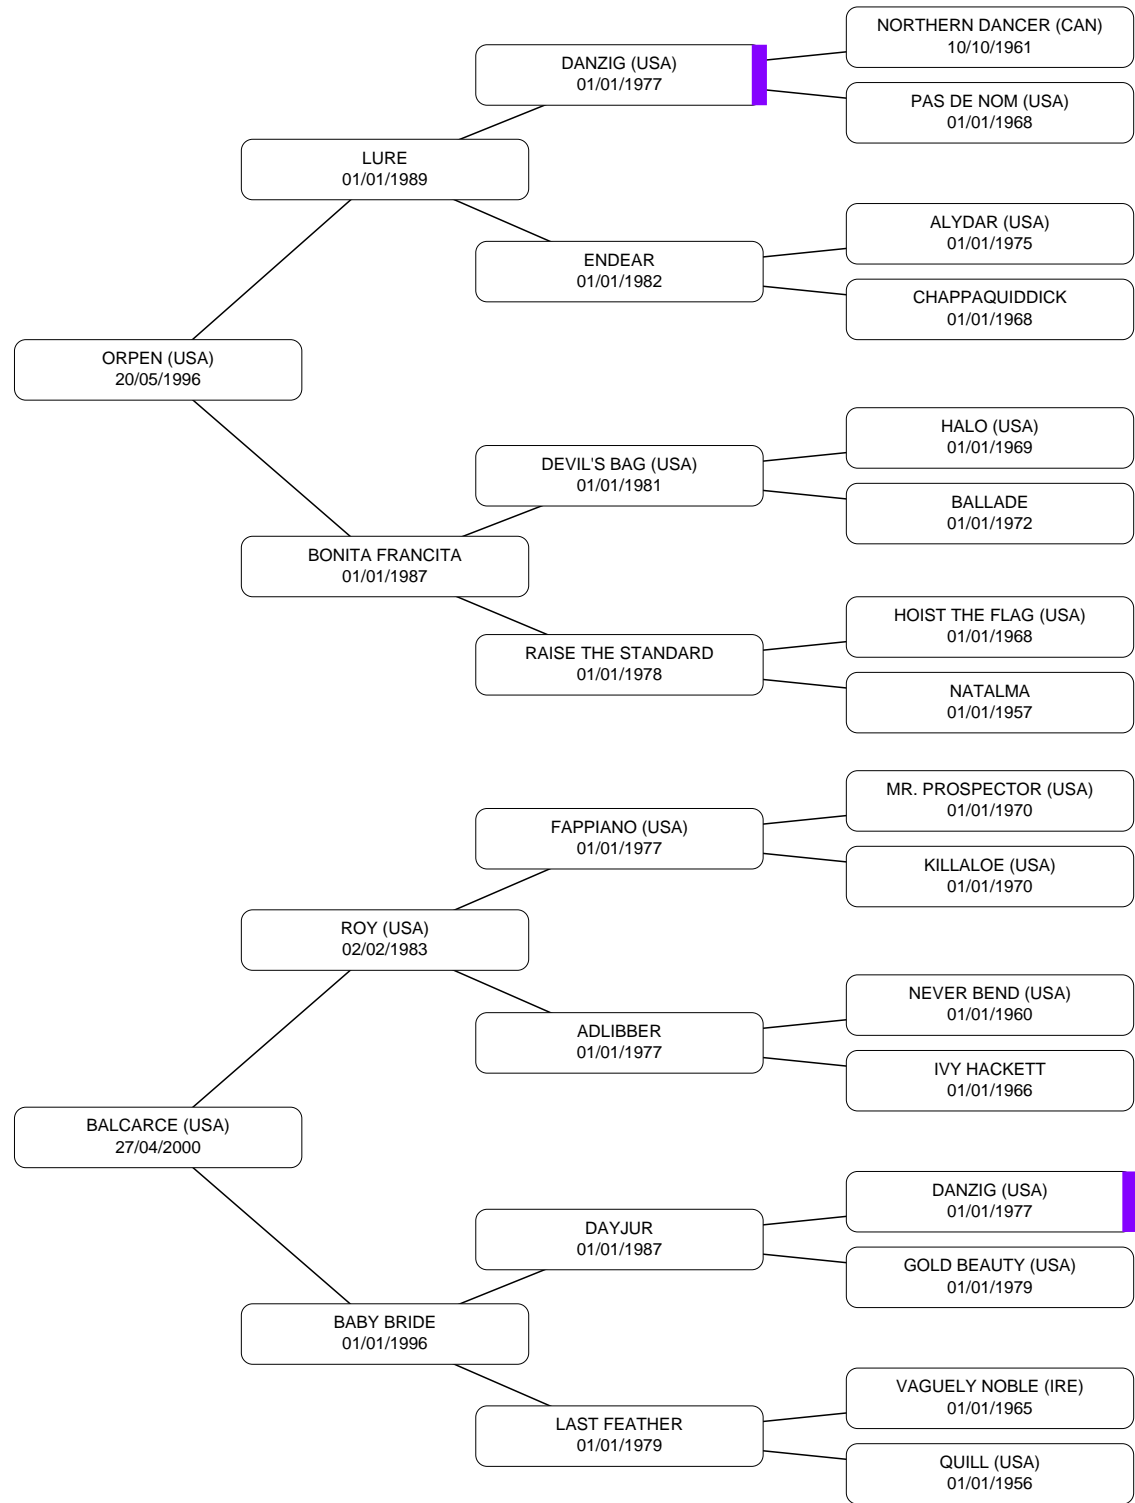 NORTHERN DANCER (CAN)
10/10/1961
DANZIG (USA)
01/01/1977
PAS DE NOM (USA)
01/01/1968
LURE
01/01/1989
ALYDAR (USA)
01/01/1975
ENDEAR
01/01/1982
CHAPPAQUIDDICK
01/01/1968
ORPEN (USA)
20/05/1996
HALO (USA)
01/01/1969
DEVIL'S BAG (USA)
01/01/1981
BALLADE
01/01/1972
BONITA FRANCITA
01/01/1987
HOIST THE FLAG (USA)
01/01/1968
RAISE THE STANDARD
01/01/1978
NATALMA
01/01/1957
MR. PROSPECTOR (USA)
01/01/1970
FAPPIANO (USA)
01/01/1977
KILLALOE (USA)
01/01/1970
ROY (USA)
02/02/1983
NEVER BEND (USA)
01/01/1960
ADLIBBER
01/01/1977
IVY HACKETT
01/01/1966
BALCARCE (USA)
27/04/2000
DANZIG (USA)
01/01/1977
DAYJUR
01/01/1987
GOLD BEAUTY (USA)
01/01/1979
BABY BRIDE
01/01/1996
VAGUELY NOBLE (IRE)
01/01/1965
LAST FEATHER
01/01/1979
QUILL (USA)
01/01/1956